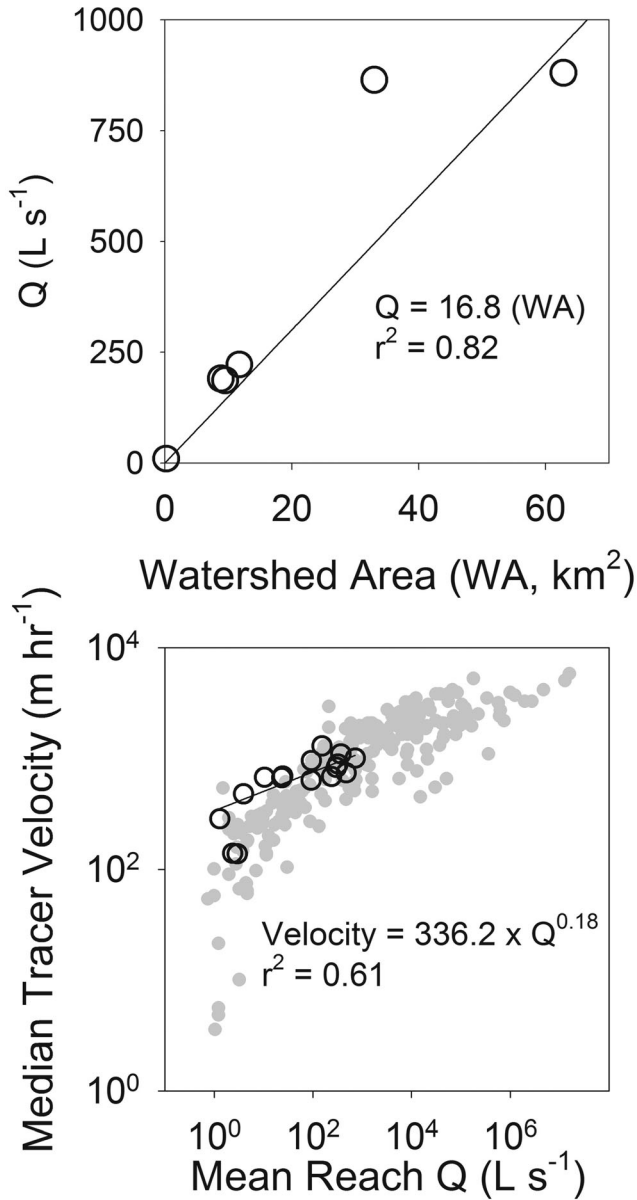 1000
750
500
250
0
Q (L s⁻¹)
Q = 16.8 (WA)
r² = 0.82
0 20 40 60
Watershed Area (WA, km²)
10⁴
10²
10⁰
Median Tracer Velocity (m hr⁻¹)
Velocity = 336.2 x Q⁰·¹⁸
r² = 0.61
10⁰ 10² 10⁴ 10⁶
Mean Reach Q (L s⁻¹)